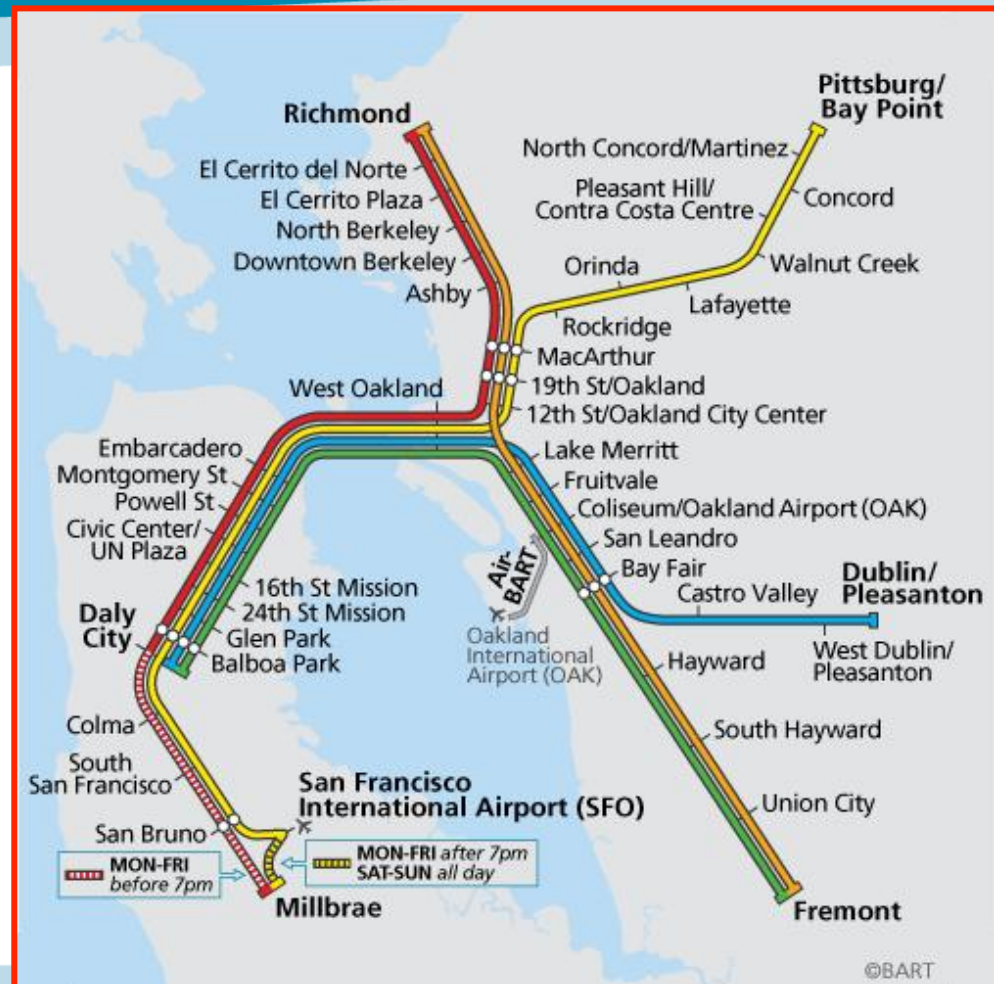 Richmond
El Cerrito del Norte
El Cerrito Plaza
North Berkeley
Downtown Berkeley
Ashby
Pittsburg/
Bay Point
North Concord/Martinez
Pleasant Hill/
Contra Costa Centre
Concord
Walnut Creek
Orinda
Lafayette
Rockridge
MacArthur
19th St/Oakland
12th St/Oakland City Center
West Oakland
Embarcadero
Montgomery St
Powell St
Civic Center/
UN Plaza
16th St Mission
24th St Mission
Glen Park
Balboa Park
Daly
City
Lake Merritt
Fruitvale
Coliseum/Oakland Airport (OAK)
San Leandro
Bay Fair
Air-
BART
Oakland
International
Airport (OAK)
Castro Valley
Dublin/
Pleasanton
West Dublin/
Pleasanton
Hayward
South Hayward
Union City
Fremont
Colma
South
San Francisco
San Bruno
San Francisco
International Airport (SFO)
MON-FRI
before 7pm
MON-FRI after 7pm
SAT-SUN all day
Millbrae
©BART